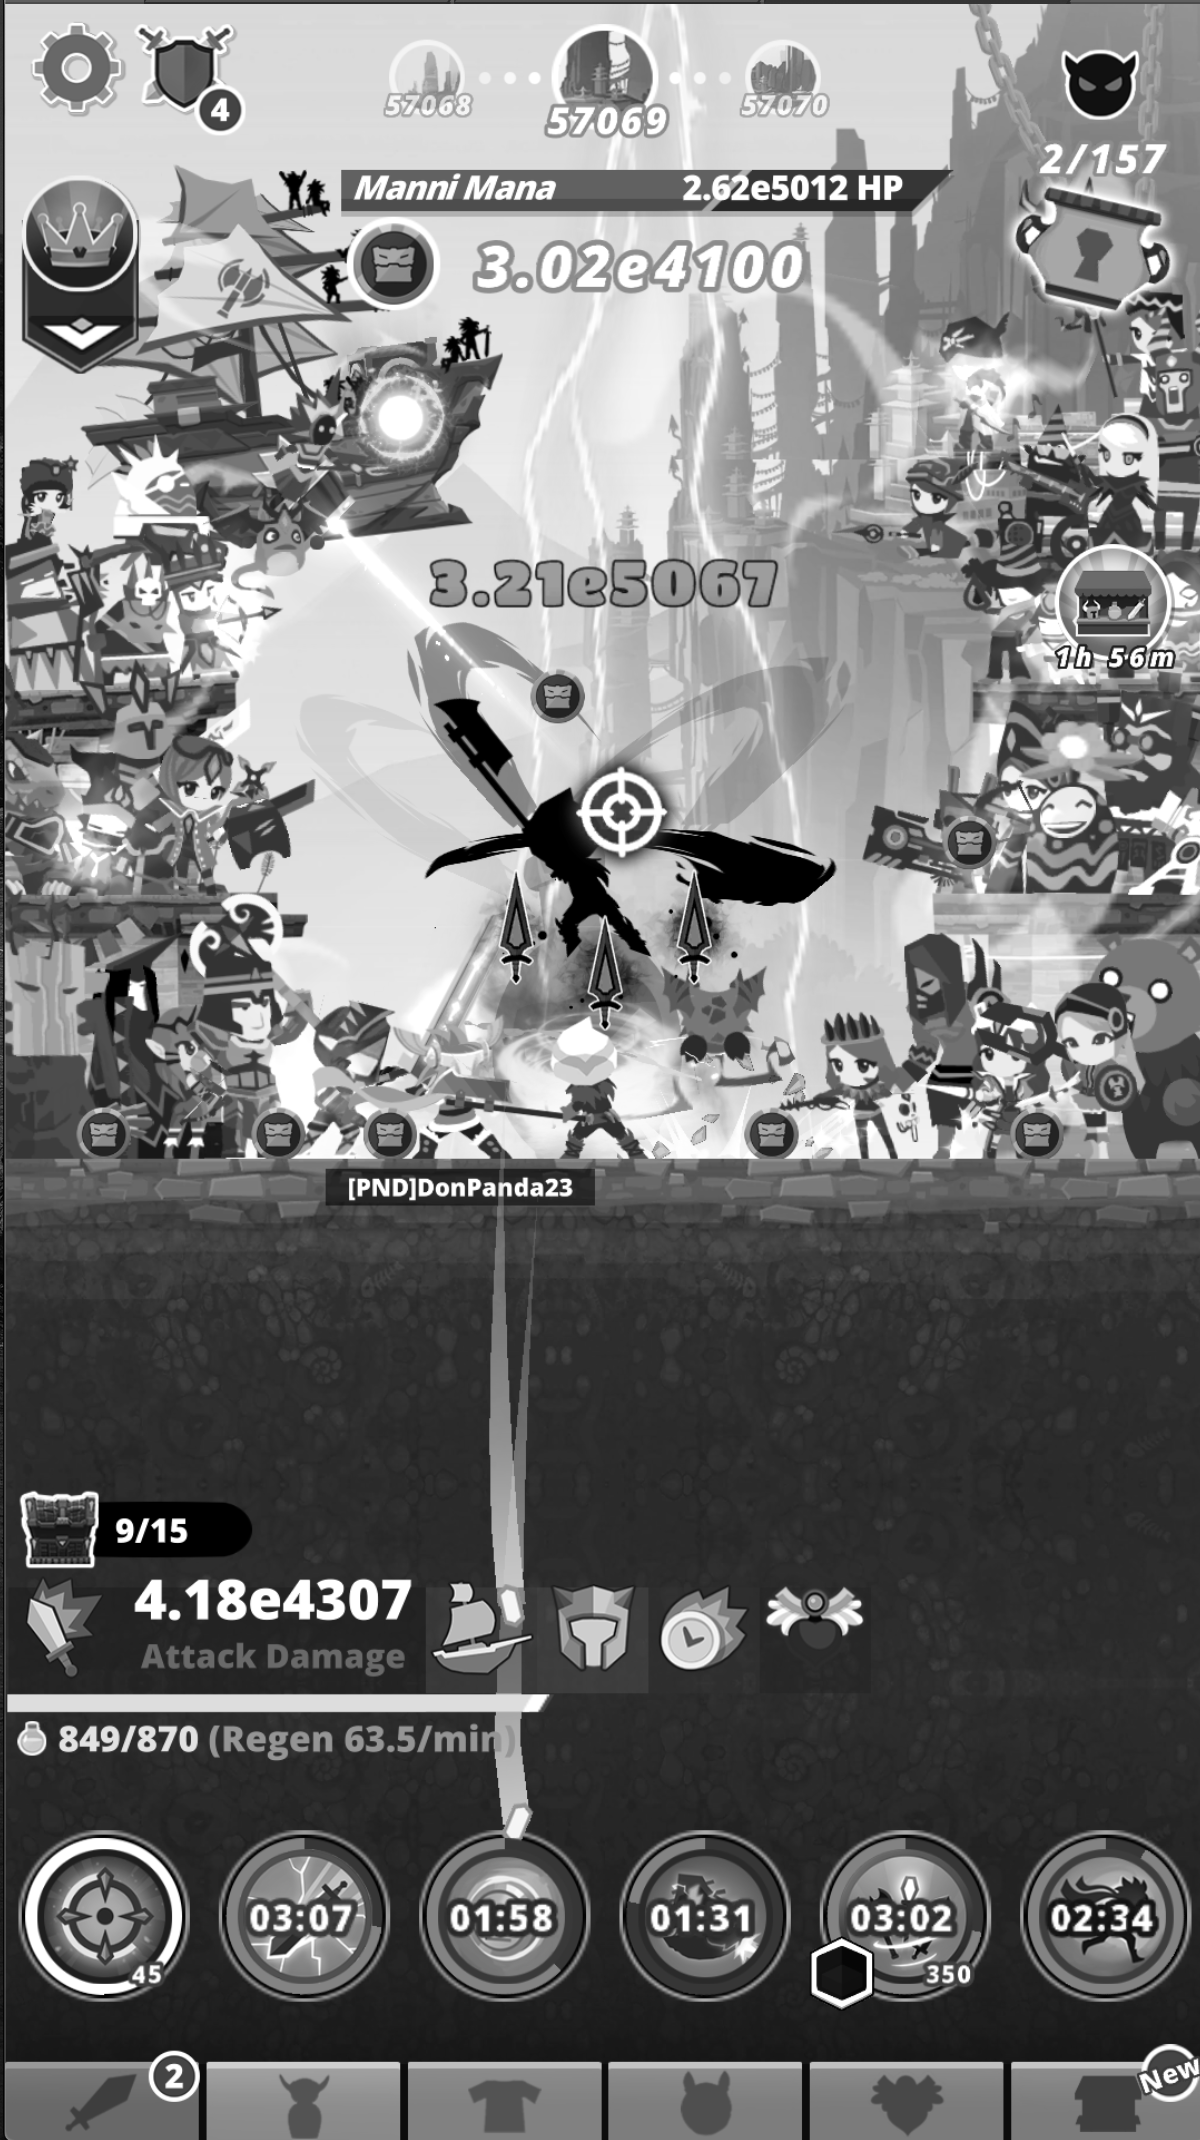 4
57068
57069
57070
2/157
Manni Mana
2.62e5012 HP
3.02e4100
3.21e5067
1h 56m
[PND]DonPanda23
9/15
4.18e4307
Attack Damage
849/870 (Regen 63.5/min)
03:07
01:58
01:31
03:02
02:34
45
350
2
New